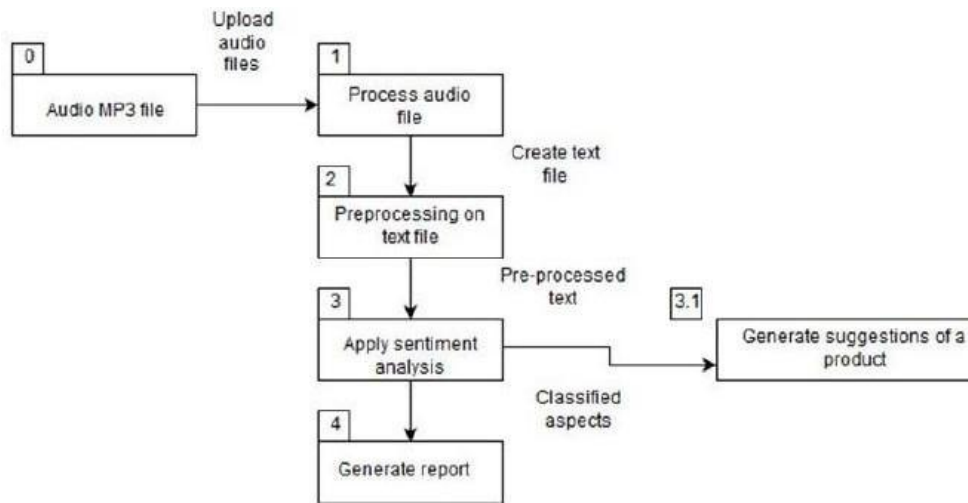 Upload
audio
files
0
Audio MP3 file
1
Process audio
file
Create text
file
2
Preprocessing on
text file
Pre-processed
text
3
Apply sentiment
analysis
3.1
Generate suggestions of a
product
Classified
aspects
4
Generate report